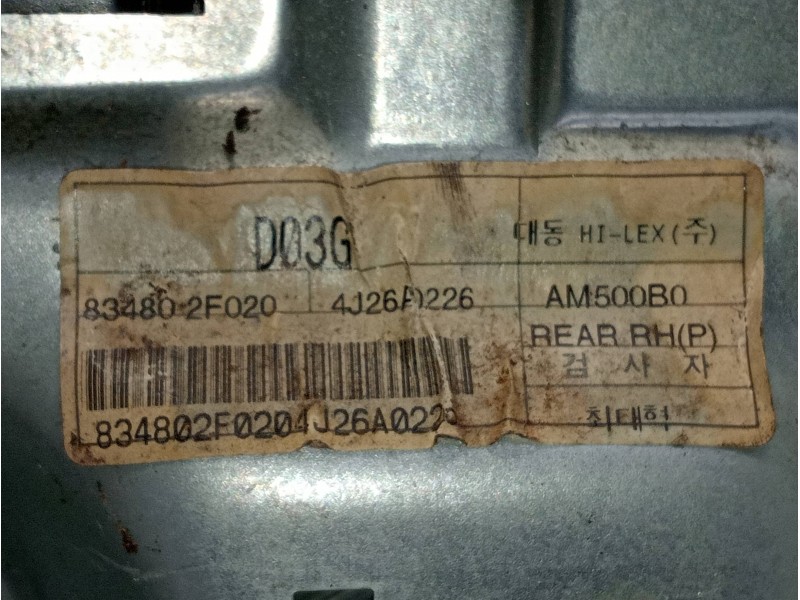 D03G
대동 HI-LEX(주)
83480 2F020 4J26A0226 AM500B0
REAR RH(P)
검 사 자
834802F0204J26A022
최태혁